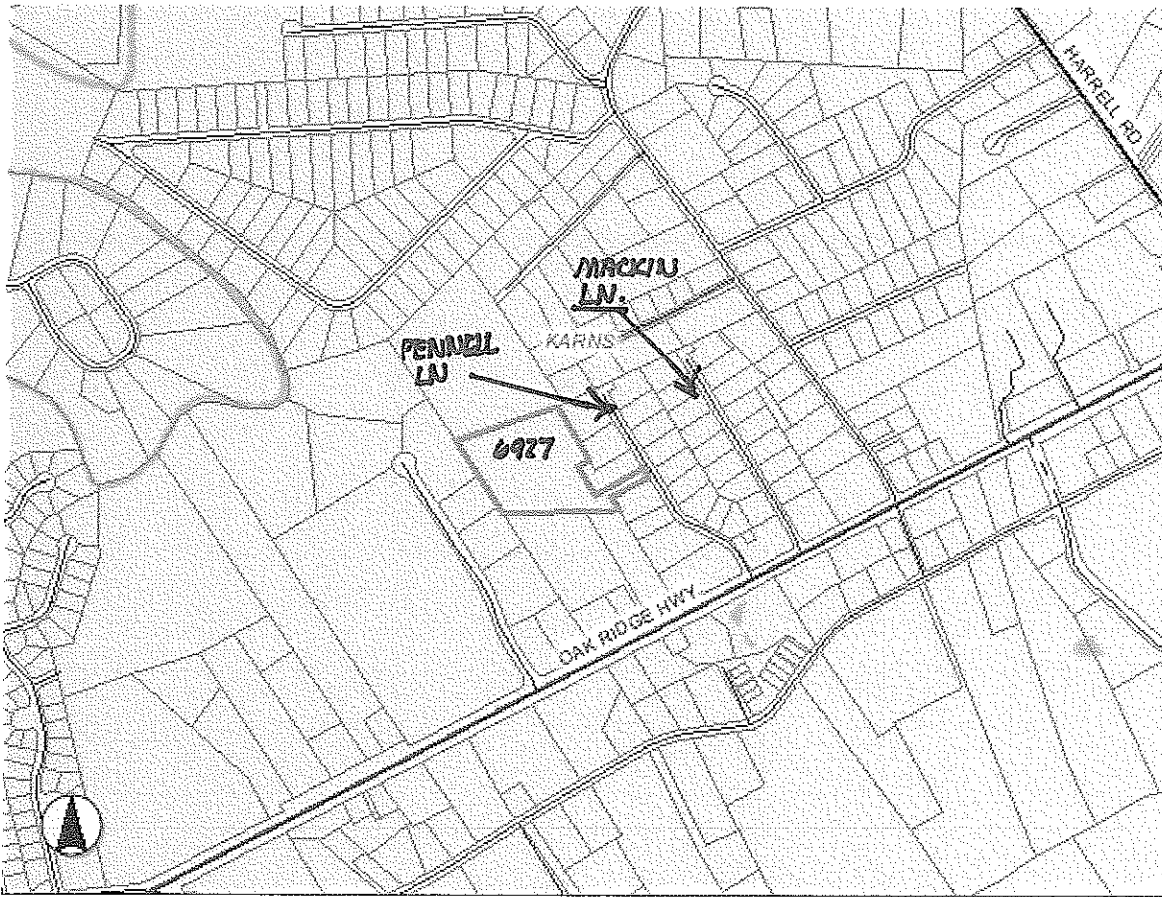 HARRELL RD
MACKIN
LN.
KARNS
PENNELL
LN
6927
OAK RIDGE HWY